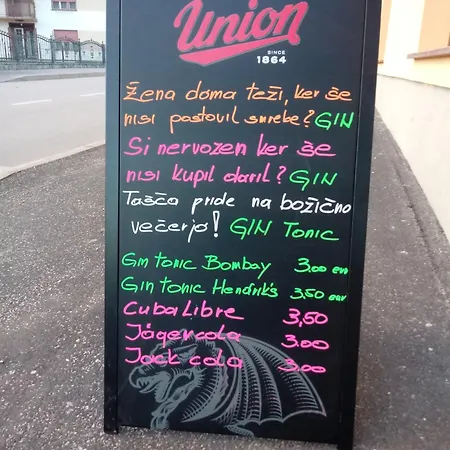 Union
SINCE
1864
Žena doma teži, ker še
nisi postavil smreke? GIN
Si nervozen ker še
nisi kupil daril? GIN
Tašča pride na božično
večerjo! GIN Tonic
Gin tonic Bombay 3.00 eur
Gin tonic Hendrik's 3,50 eur
Cuba Libre 3,50
Jägercola 3.00
Jack cola 3.00